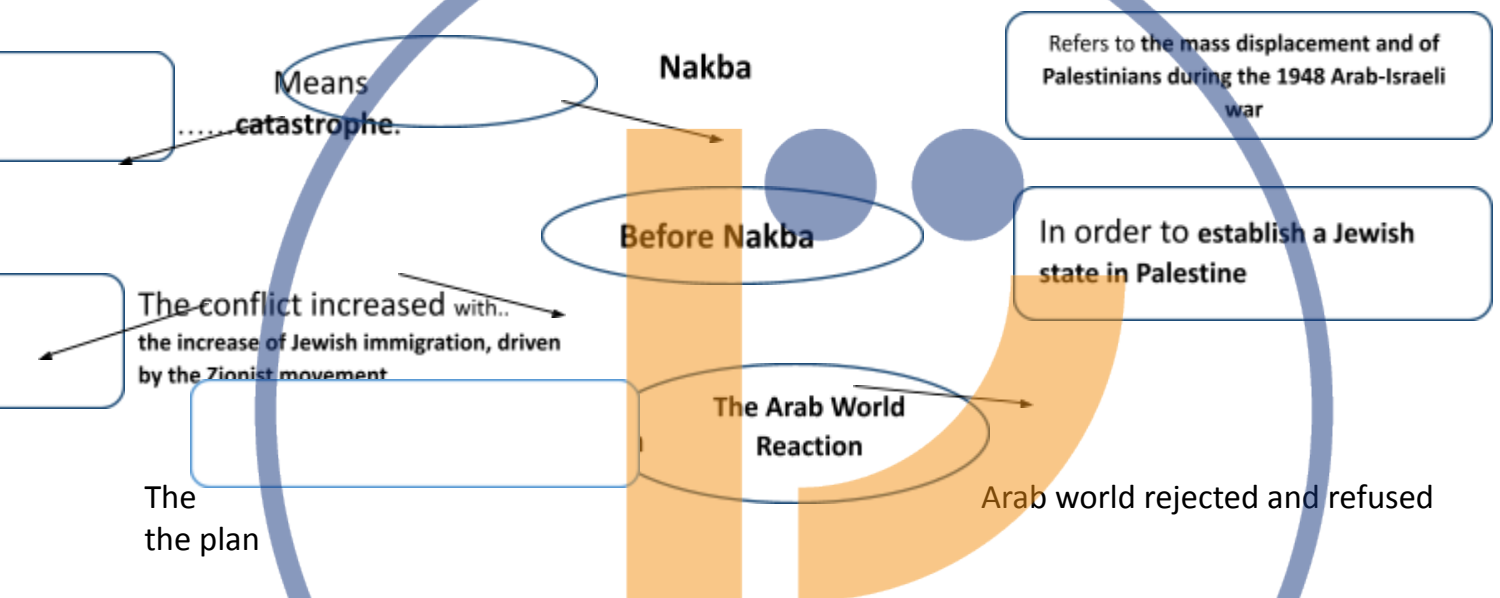 Nakba
Means
......catastrophe.
Refers to the mass displacement and of
Palestinians during the 1948 Arab-Israeli
war
Before Nakba
In order to establish a Jewish
state in Palestine
The conflict increased with..
the increase of Jewish immigration, driven
by the Zionist movement
The Arab World
Reaction
The Arab world rejected and refused
the plan